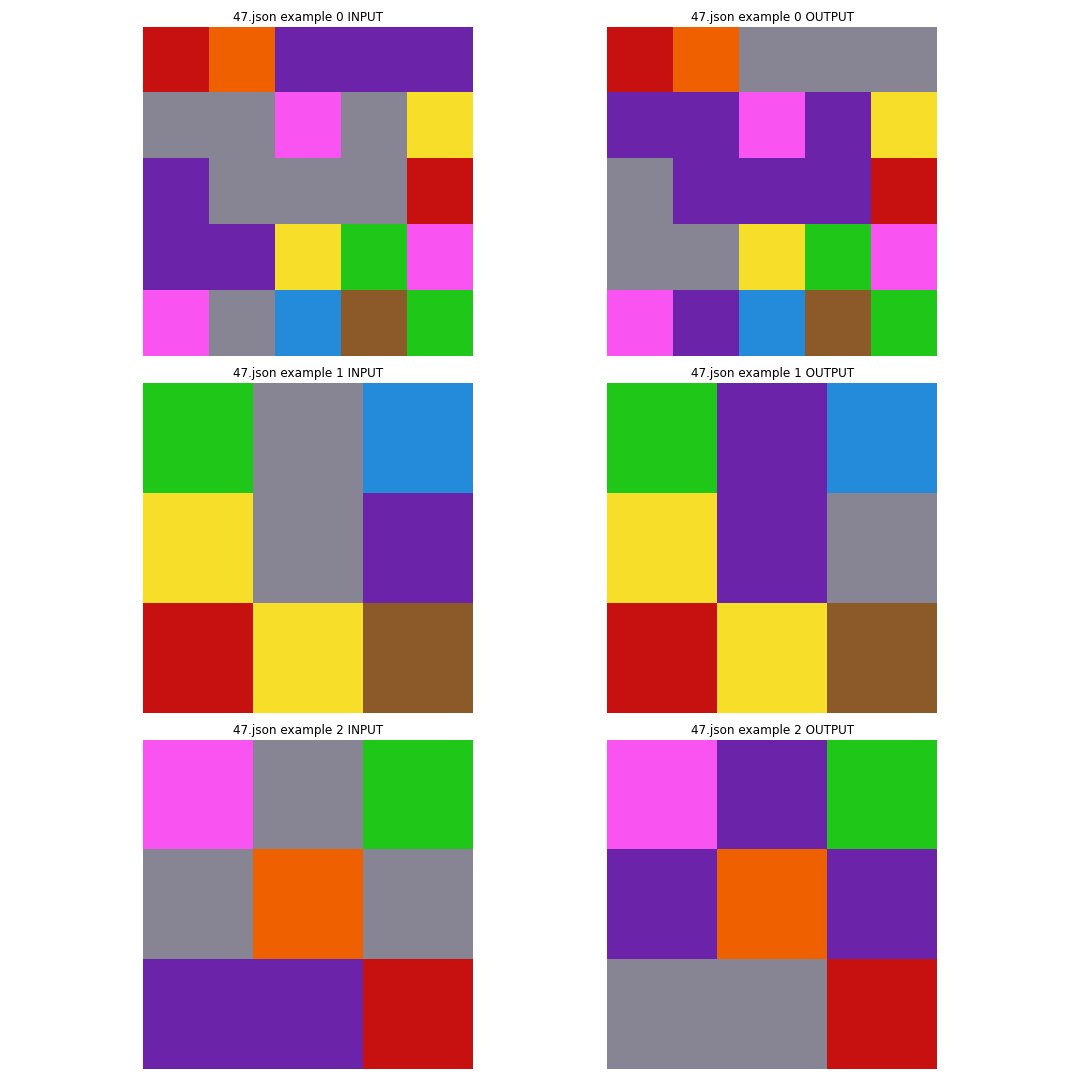 47.json example 0 INPUT
47.json example 0 OUTPUT
47.json example 1 INPUT
47.json example 1 OUTPUT
47.json example 2 INPUT
47.json example 2 OUTPUT